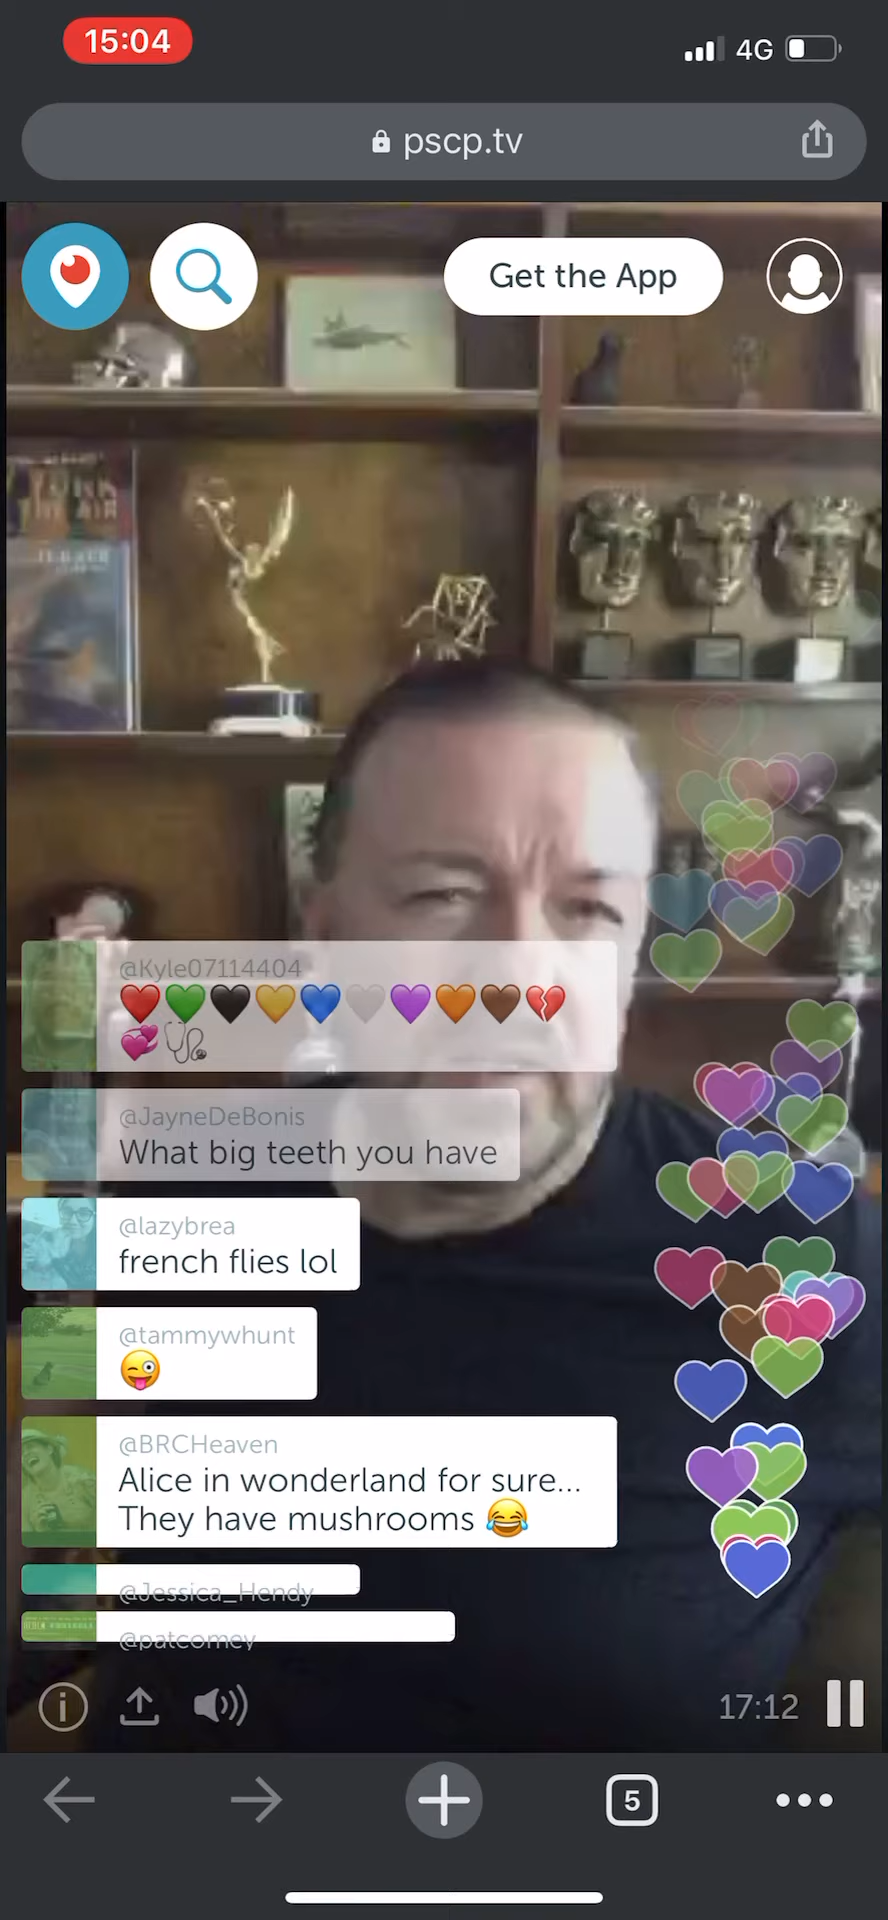 15:04
4G
pscp.tv
Get the App
@Kyle07114404
❤️💚🖤💛💙🤍💜🧡🤎💔
💞🩺
@JayneDeBonis
What big teeth you have
@lazybrea
french flies lol
@tammywhunt
😜
@BRCHeaven
Alice in wonderland for sure...
They have mushrooms 😂
@Jessica_Hendy
@patcomey
17:12
5